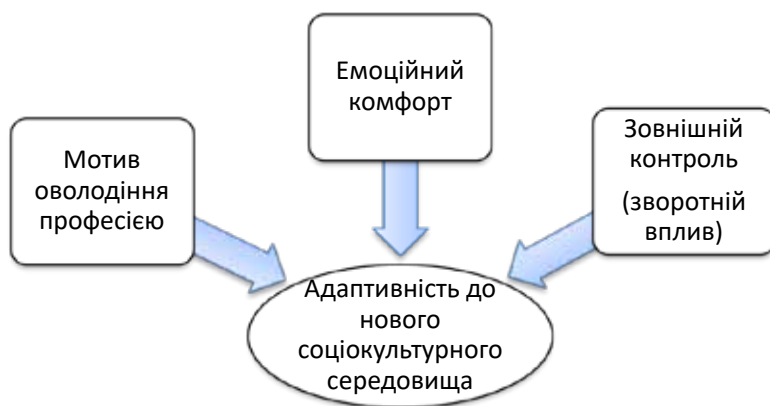 Емоційний
комфорт
Мотив
оволодіння
професією
Зовнішній
контроль
(зворотній
вплив)
Адаптивність до
нового
соціокультурного
середовища